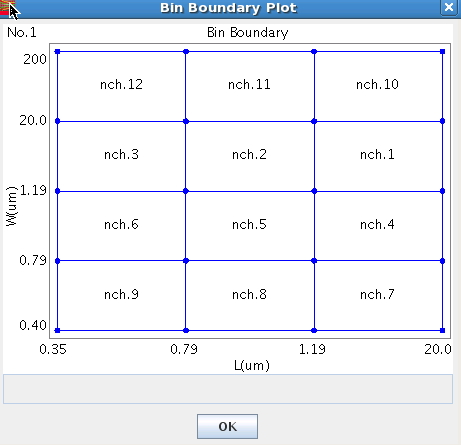 Bin Boundary Plot
No.1 Bin Boundary
200
nch.12 nch.11 nch.10
20.0
nch.3 nch.2 nch.1
1.19
W(um)
nch.6 nch.5 nch.4
0.79
nch.9 nch.8 nch.7
0.40
0.35 0.79 1.19 20.0
L(um)
OK